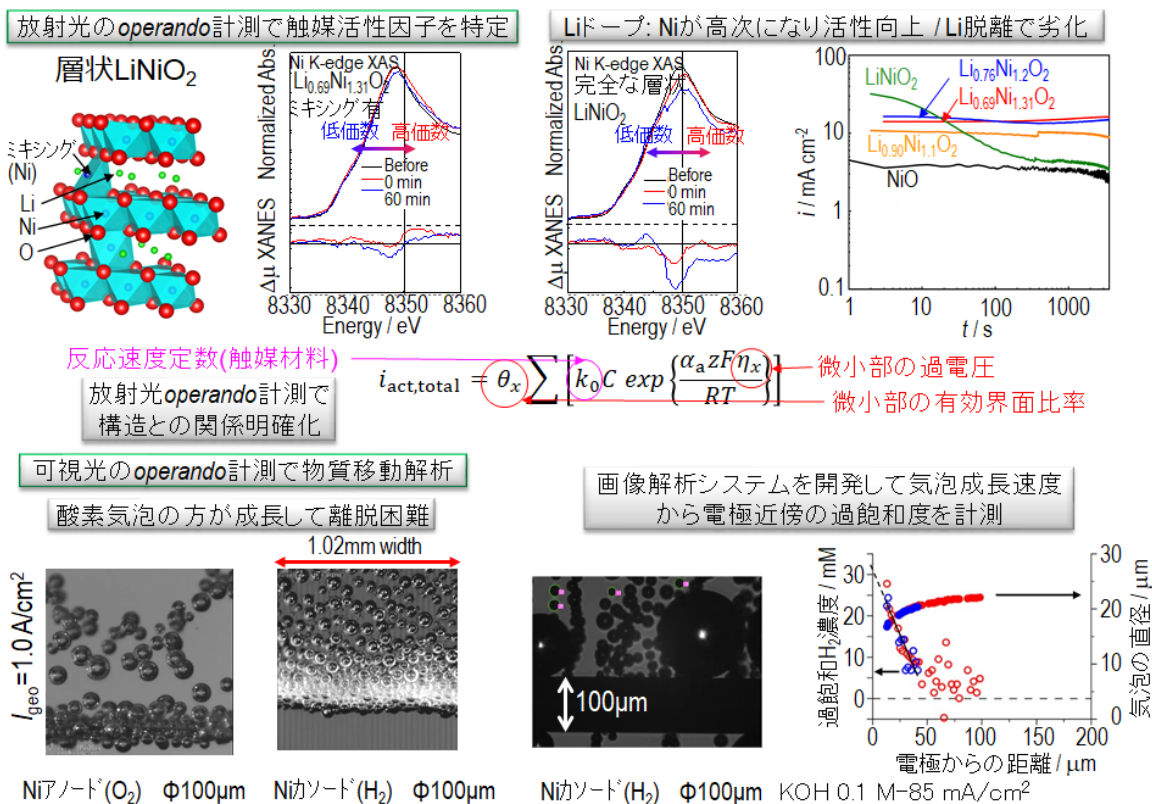 放射光のoperando計測で触媒活性因子を特定
Liドープ: Niが高次になり活性向上 / Li脱離で劣化
層状LiNiO2
ミキシング
(Ni)
Li
Ni
O
Normalized Abs.
Δμ XANES
Ni K-edge XAS
Li0.69Ni1.31O2
ミキシング有
低価数 高価数
Before
0 min
60 min
8330 8340 8350 8360
Energy / eV
Normalized Abs.
Δμ XANES
Ni K-edge XAS
完全な層状
LiNiO2
低価数 高価数
Before
0 min
60 min
8330 8340 8350 8360
Energy / eV
i / mA cm-2
100
10
1
0.1
LiNiO2
Li0.76Ni1.2O2
Li0.69Ni1.31O2
Li0.90Ni1.1O2
NiO
1 10 100 1000
t / s
反応速度定数(触媒材料)
iact,total = θx ∑ [k0C exp{αazFηx/RT}]
微小部の過電圧
微小部の有効界面比率
放射光operando計測で
構造との関係明確化
可視光のoperando計測で物質移動解析
酸素気泡の方が成長して離脱困難
画像解析システムを開発して気泡成長速度
から電極近傍の過飽和度を計測
1.02mm width
Igeo=1.0 A/cm2
100μm
過飽和H2濃度 / mM
30
20
10
0
気泡の直径 / μm
30
20
10
0
0 50 100 150 200
電極からの距離 / μm
Niアノード(O2) Φ100μm
Niカソード(H2) Φ100μm
Niカソード(H2) Φ100μm
KOH 0.1 M-85 mA/cm2